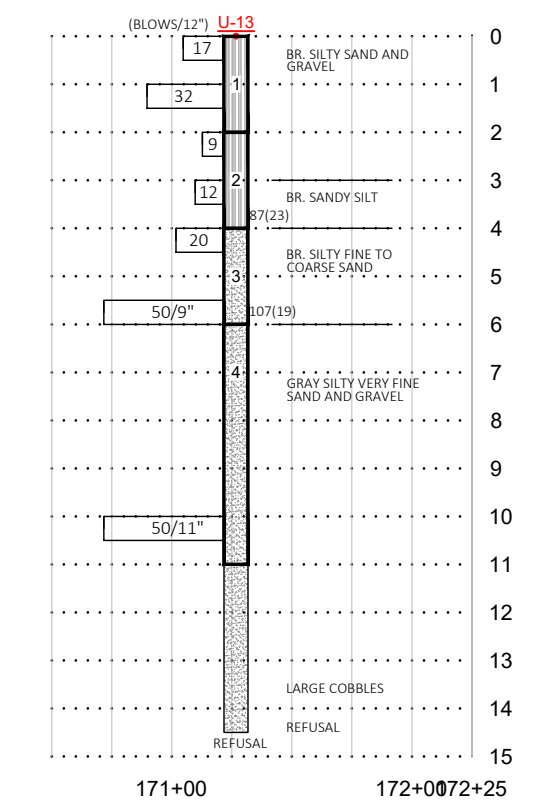 (BLOWS/12") U-13
0
17
BR. SILTY SAND AND
GRAVEL
1
1
32
2
9
3
2
12
BR. SANDY SILT
87(23)
4
20
BR. SILTY FINE TO
COARSE SAND
3
5
50/9"
107(19)
6
4
7
GRAY SILTY VERY FINE
SAND AND GRAVEL
8
9
10
50/11"
11
12
13
LARGE COBBLES
14
REFUSAL
REFUSAL
15
171+00 172+00 172+25